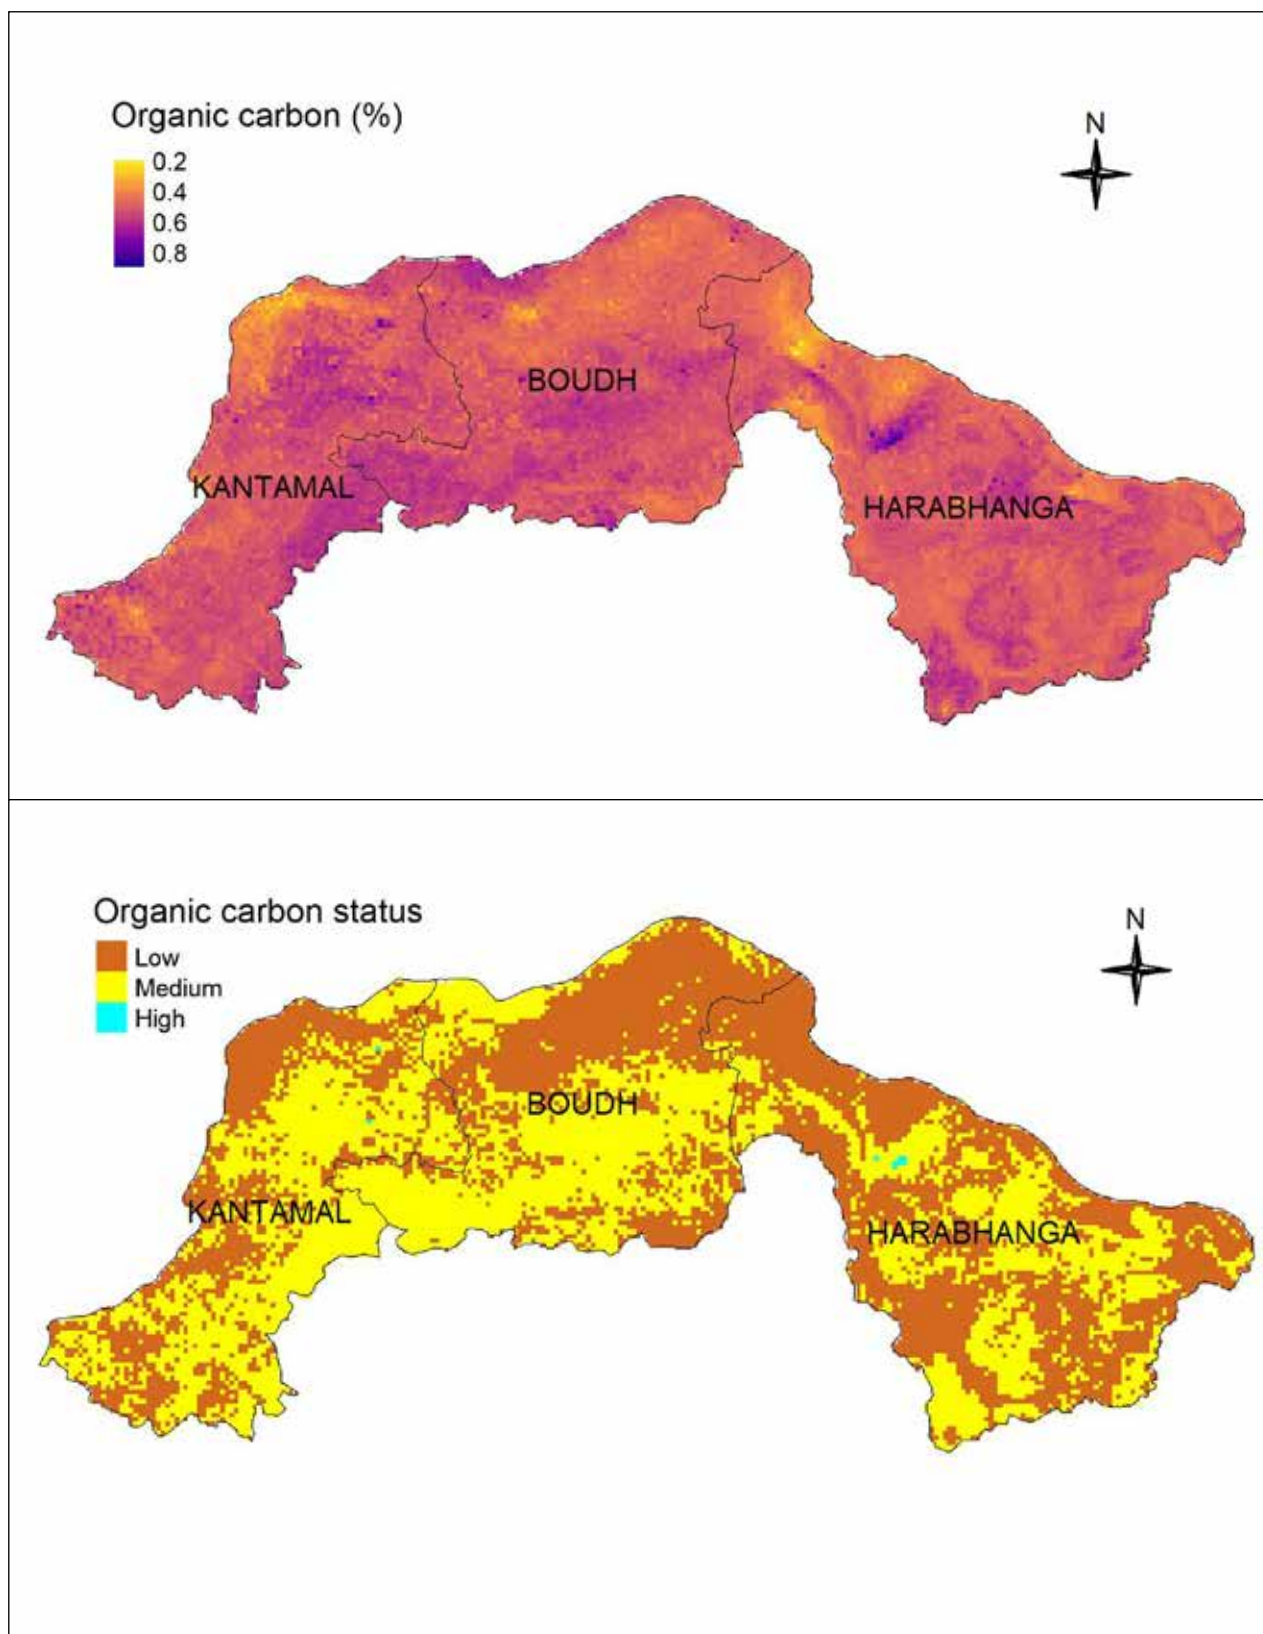 Organic carbon (%)
0.2
0.4
0.6
0.8
N
BOUDH
KANTAMAL
HARABHANGA
Organic carbon status
Low
Medium
High
N
BOUDH
KANTAMAL
HARABHANGA